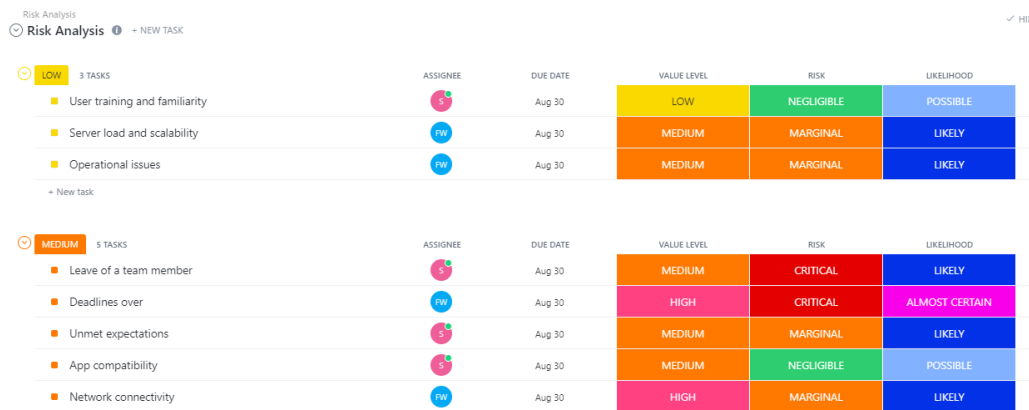 Risk Analysis
Risk Analysis + NEW TASK
LOW 3 TASKS ASSIGNEE DUE DATE VALUE LEVEL RISK LIKELIHOOD
User training and familiarity S Aug 30 LOW NEGLIGIBLE POSSIBLE
Server load and scalability FW Aug 30 MEDIUM MARGINAL LIKELY
Operational issues FW Aug 30 MEDIUM MARGINAL LIKELY
+ New task
MEDIUM 5 TASKS ASSIGNEE DUE DATE VALUE LEVEL RISK LIKELIHOOD
Leave of a team member S Aug 30 MEDIUM CRITICAL LIKELY
Deadlines over FW Aug 30 HIGH CRITICAL ALMOST CERTAIN
Unmet expectations S Aug 30 MEDIUM MARGINAL LIKELY
App compatibility S Aug 30 MEDIUM NEGLIGIBLE POSSIBLE
Network connectivity FW Aug 30 HIGH MARGINAL LIKELY